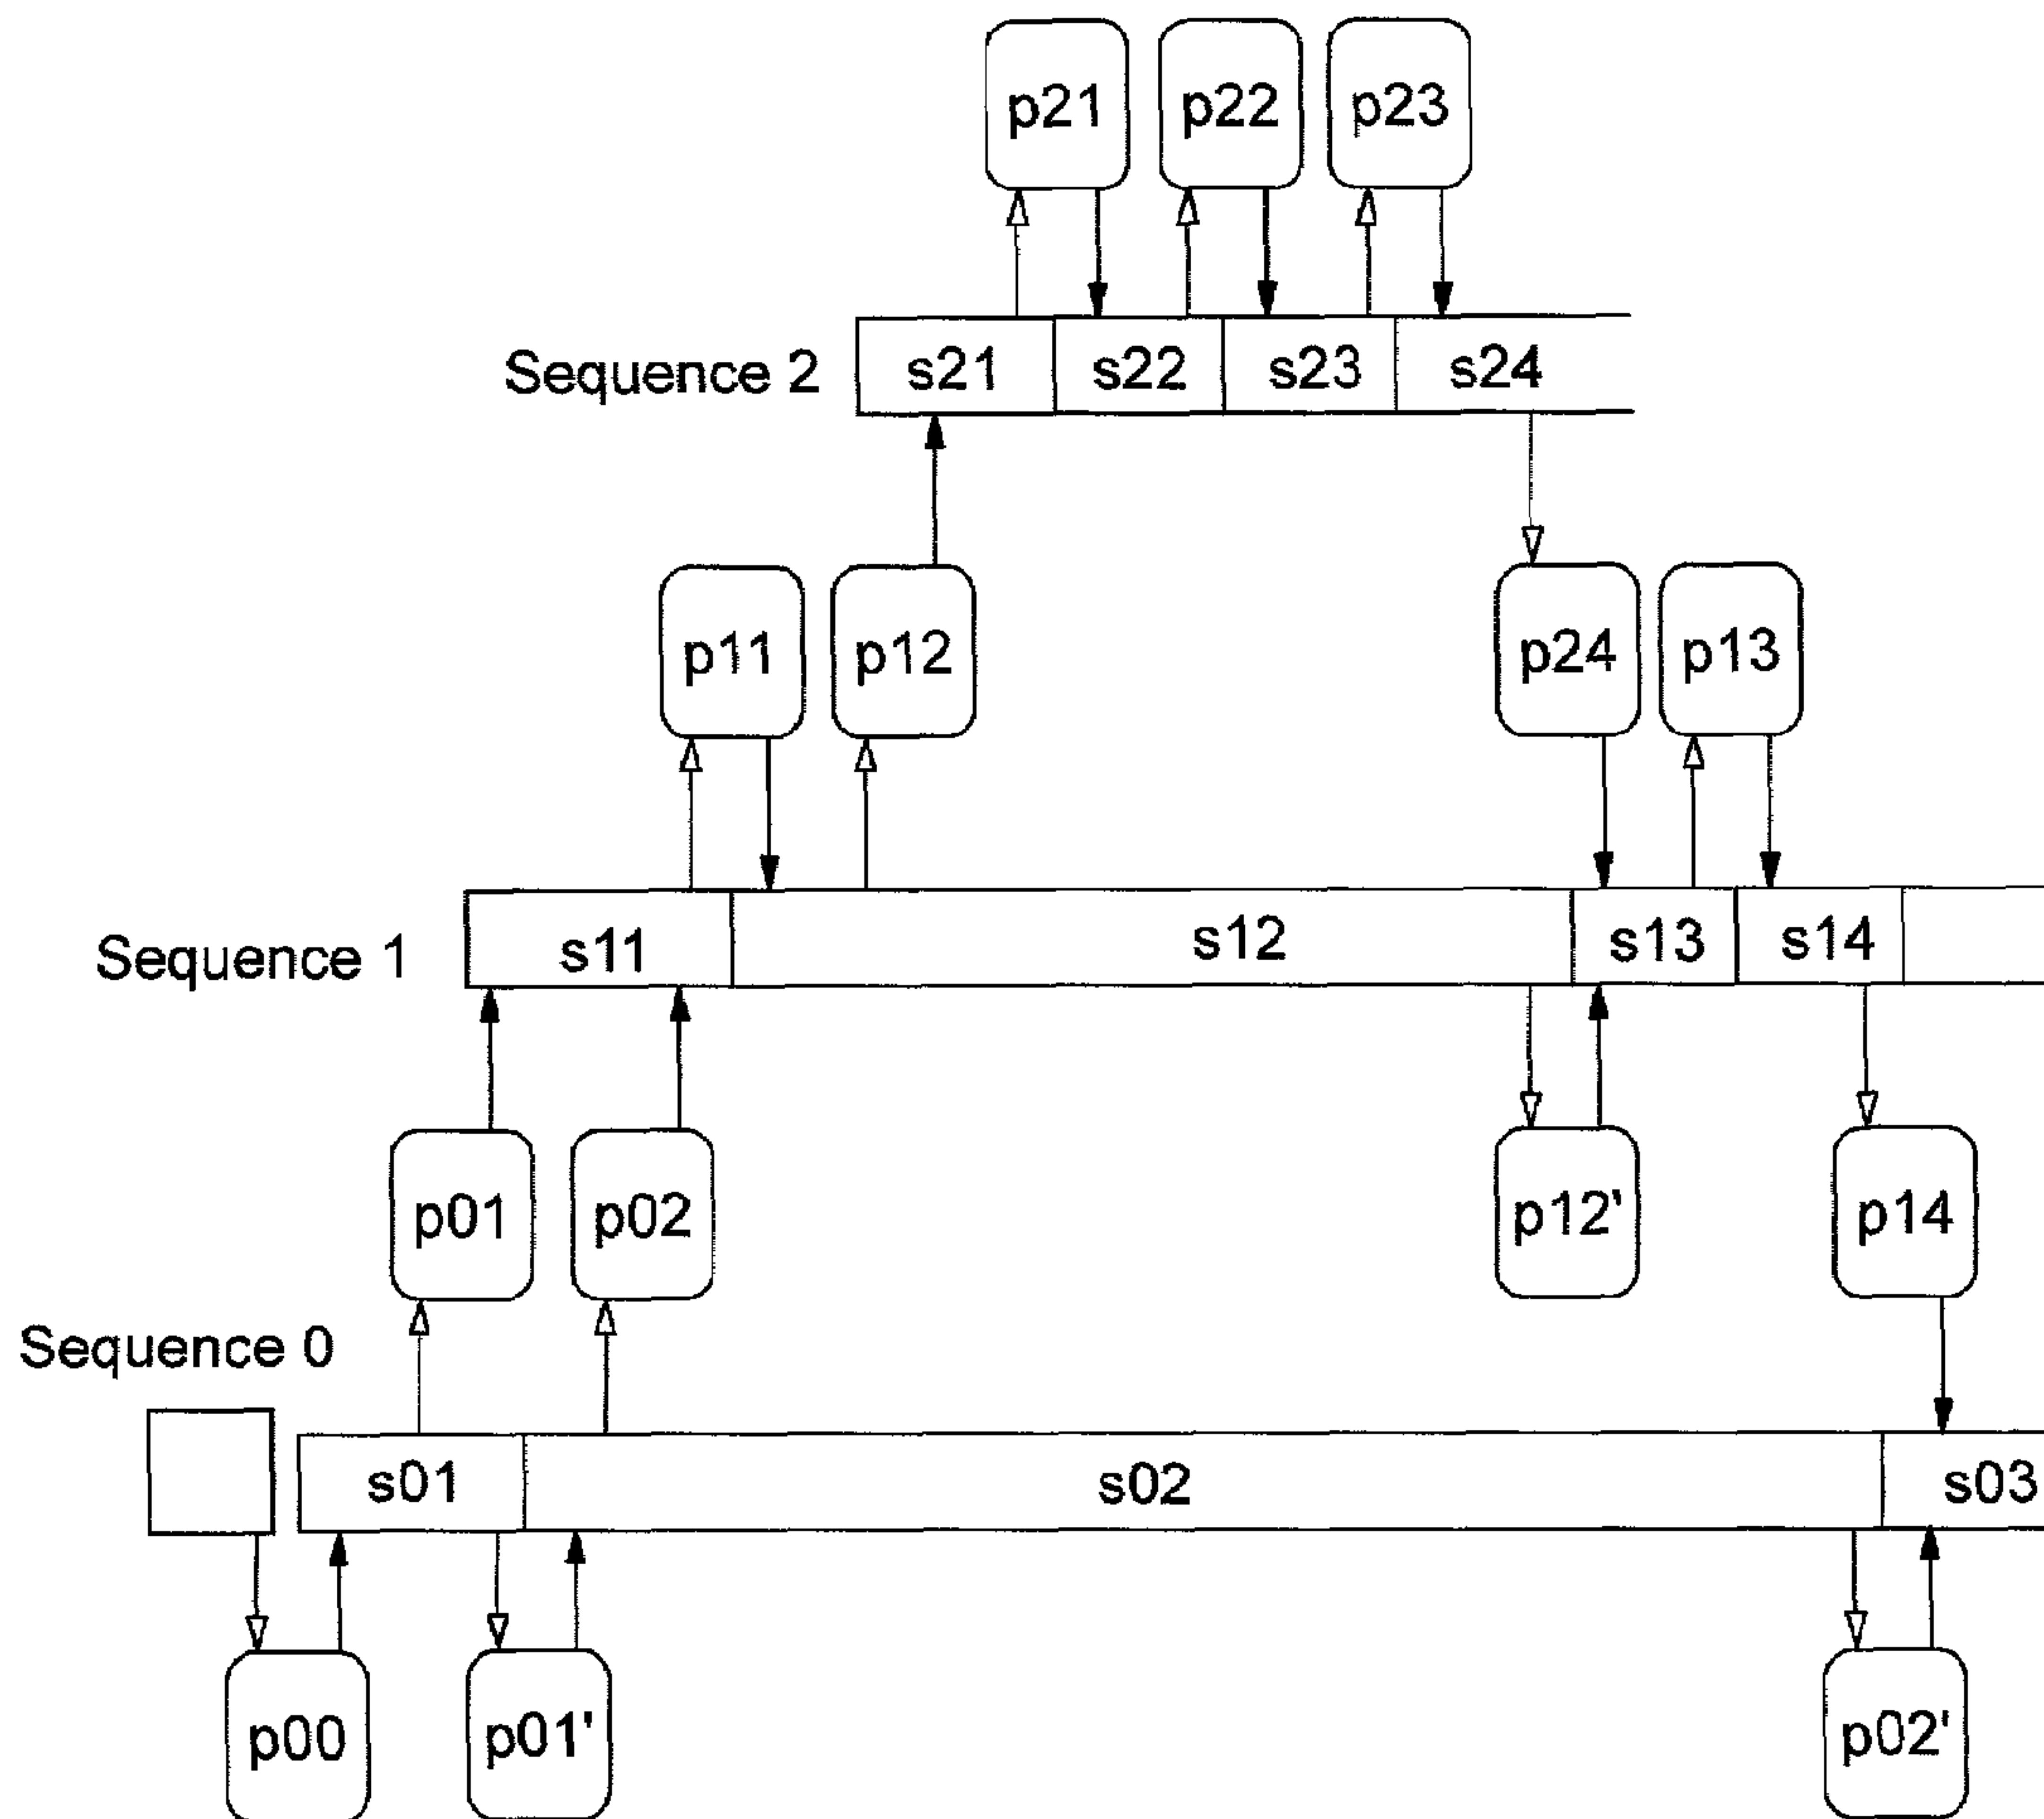 p21 p22 p23
Sequence 2 s21 s22 s23 s24
p11 p12 p24 p13
Sequence 1 s11 s12 s13 s14
p01 p02 p12' p14
Sequence 0
s01 s02 s03
p00 p01' p02'